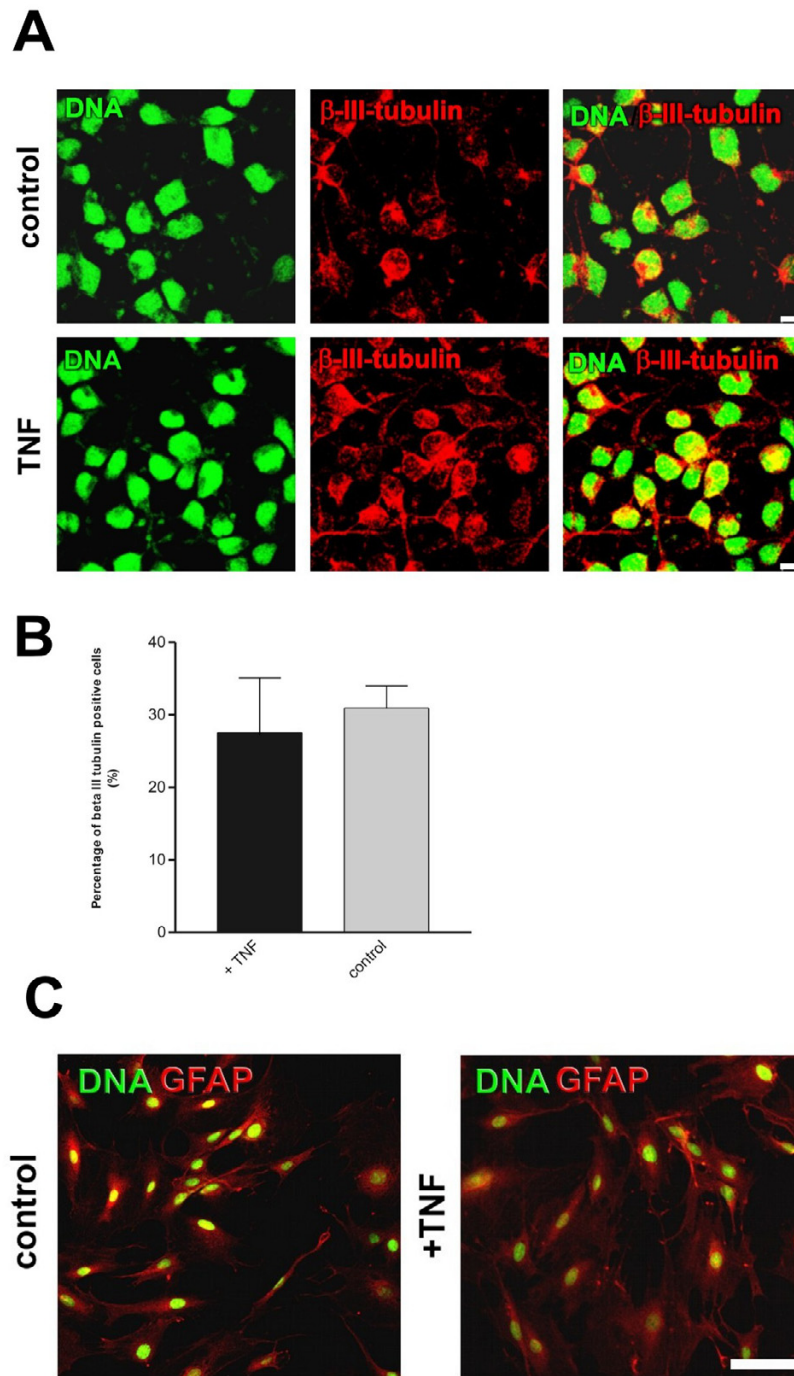 A
control
DNA
β-III-tubulin
DNA β-III-tubulin
TNF
DNA
β-III-tubulin
DNA β-III-tubulin
B
Percentage of beta III tubulin positive cells
(%)
40
30
20
10
0
+ TNF
control
C
control
DNA GFAP
+TNF
DNA GFAP